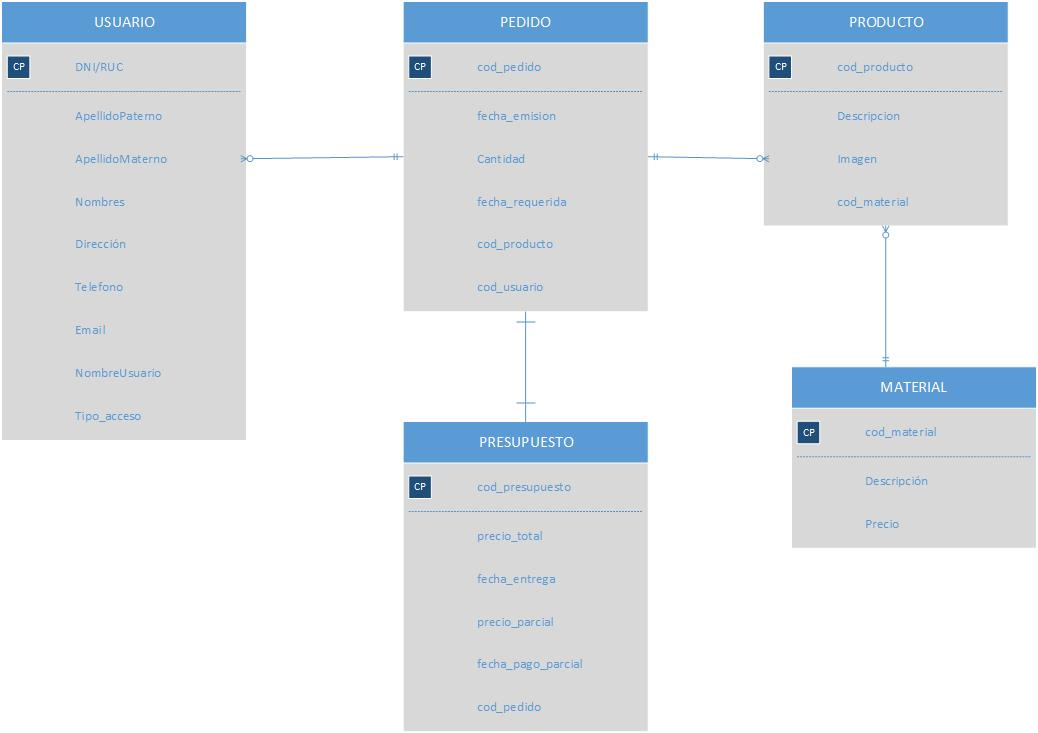 USUARIO
CP DNI/RUC
ApellidoPaterno
ApellidoMaterno
Nombres
Dirección
Telefono
Email
NombreUsuario
Tipo_acceso
PEDIDO
CP cod_pedido
fecha_emision
Cantidad
fecha_requerida
cod_producto
cod_usuario
PRODUCTO
CP cod_producto
Descripcion
Imagen
cod_material
PRESUPUESTO
CP cod_presupuesto
precio_total
fecha_entrega
precio_parcial
fecha_pago_parcial
cod_pedido
MATERIAL
CP cod_material
Descripción
Precio